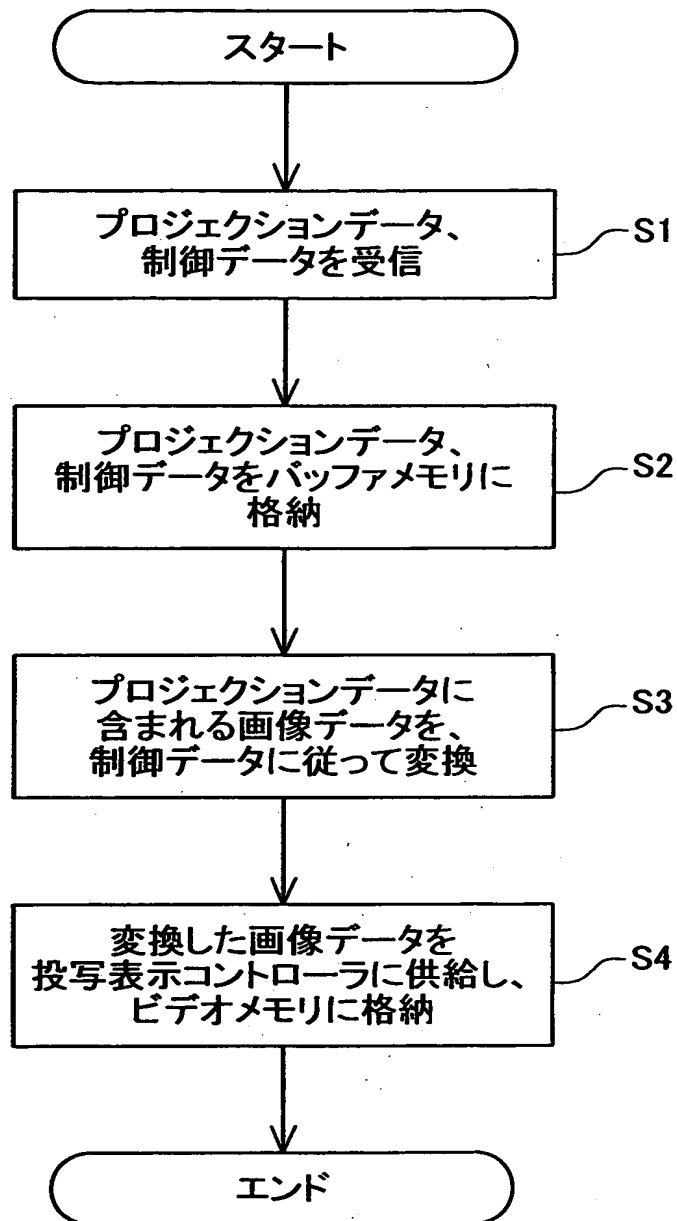 スタート
プロジェクションデータ、
制御データを受信
S1
プロジェクションデータ、
制御データをバッファメモリに
格納
S2
プロジェクションデータに
含まれる画像データを、
制御データに従って変換
S3
変換した画像データを
投写表示コントローラに供給し、
ビデオメモリに格納
S4
エンド